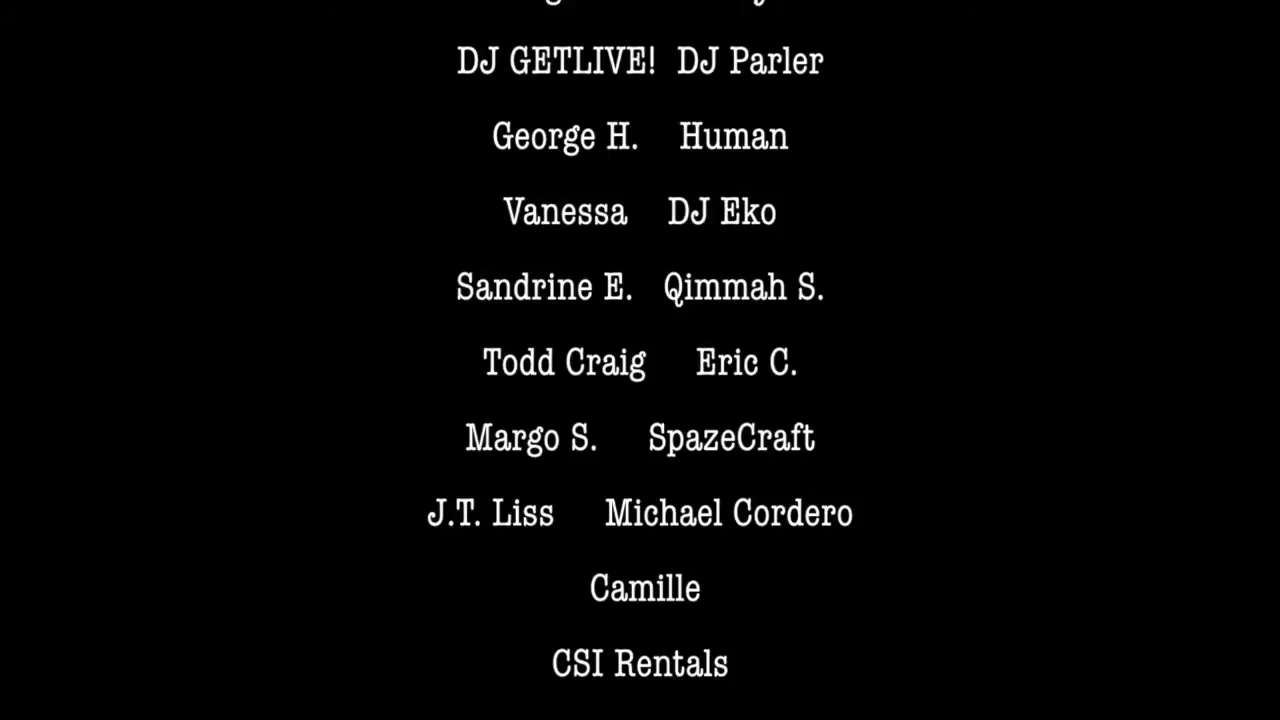 DJ GETLIVE! DJ Parler
George H. Human
Vanessa DJ Eko
Sandrine E. Qimmah S.
Todd Craig Eric C.
Margo S. SpazeCraft
J.T. Liss Michael Cordero
Camille
CSI Rentals